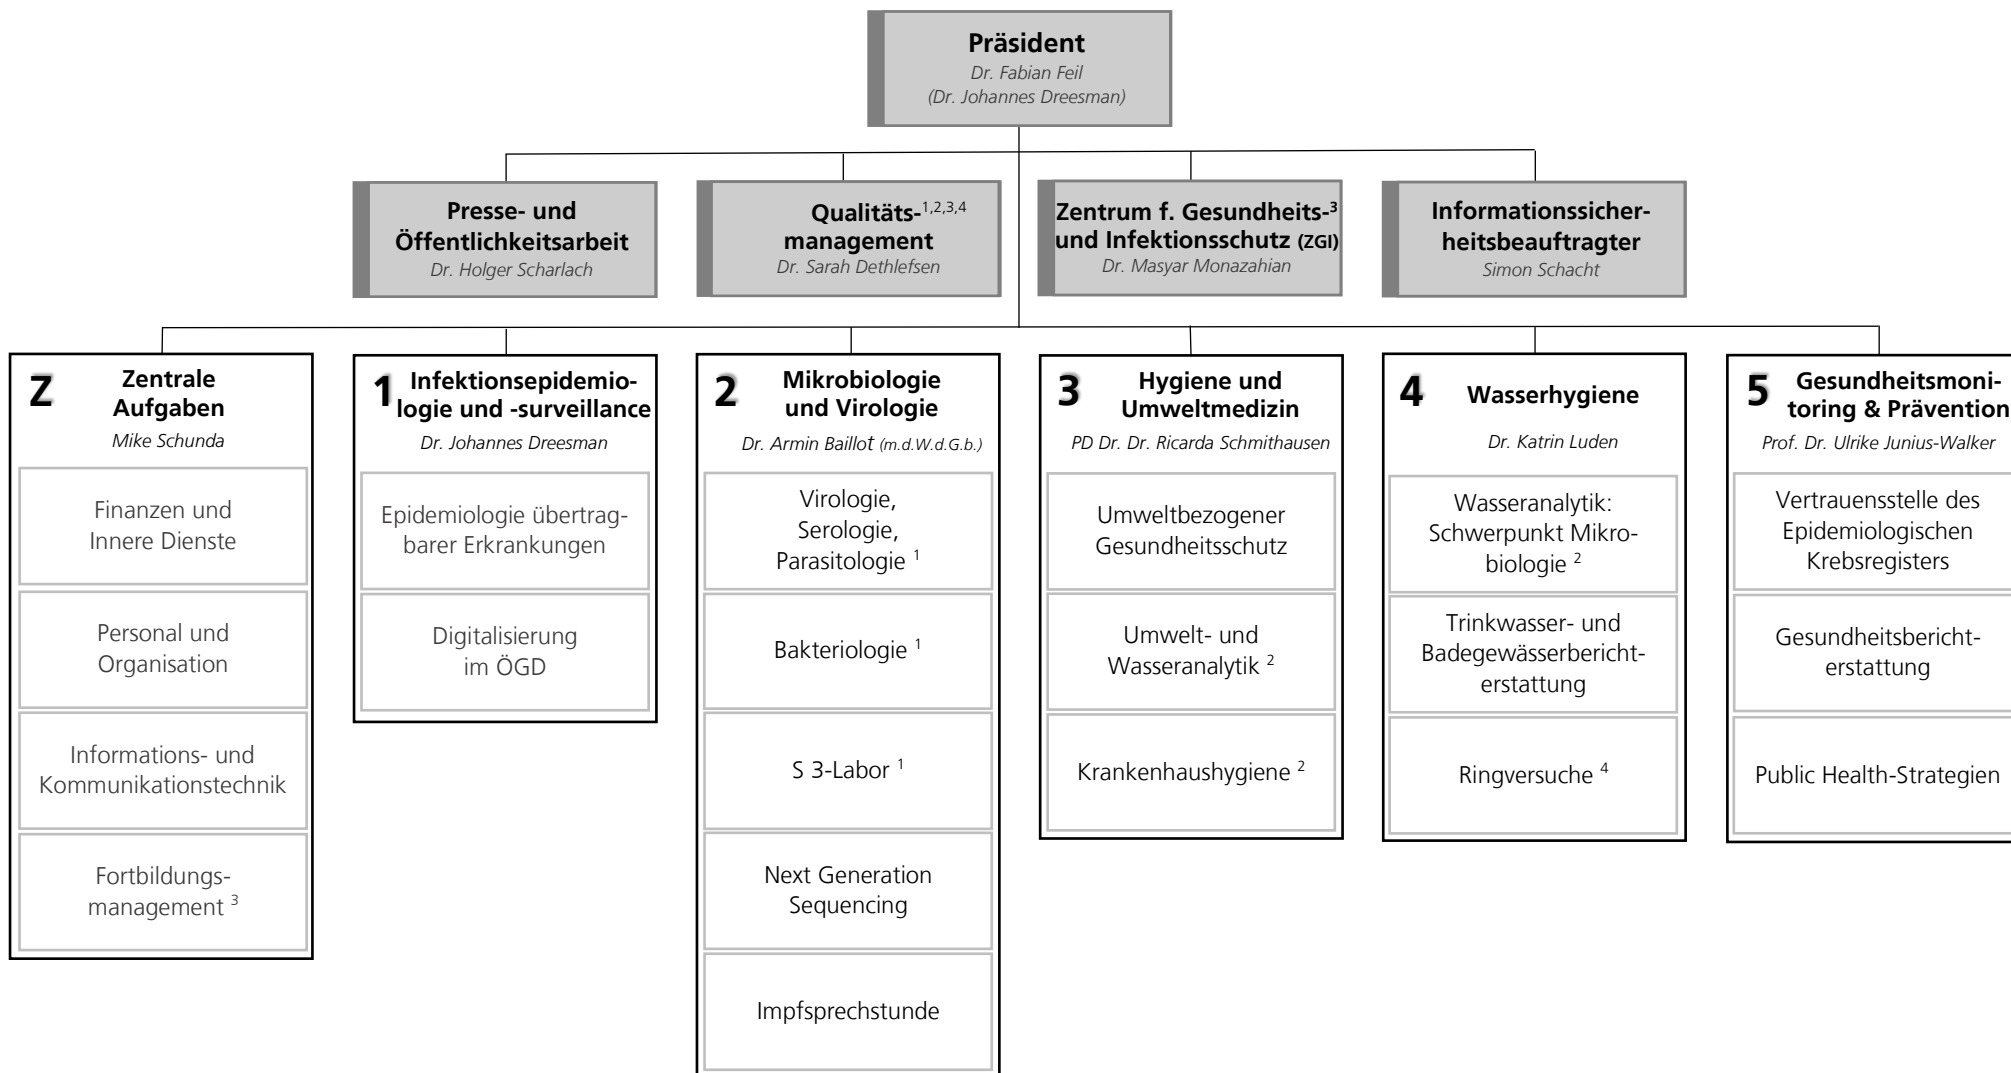 Präsident
Dr. Fabian Feil
(Dr. Johannes Dreesman)
Presse- und
Öffentlichkeitsarbeit
Dr. Holger Scharlach
Qualitäts-1,2,3,4
management
Dr. Sarah Dethlefsen
Zentrum f. Gesundheits-3
und Infektionsschutz (ZGI)
Dr. Masyar Monazahian
Informationssicher-
heitsbeauftragter
Simon Schacht
Z
Zentrale
Aufgaben
Mike Schunda
Finanzen und
Innere Dienste
Personal und
Organisation
Informations- und
Kommunikationstechnik
Fortbildungs-
management 3
1
Infektionsepidemio-
logie und -surveillance
Dr. Johannes Dreesman
Epidemiologie übertrag-
barer Erkrankungen
Digitalisierung
im ÖGD
2
Mikrobiologie
und Virologie
Dr. Armin Baillot (m.d.W.d.G.b.)
Virologie,
Serologie,
Parasitologie 1
Bakteriologie 1
S 3-Labor 1
Next Generation
Sequencing
Impfsprechstunde
3
Hygiene und
Umweltmedizin
PD Dr. Dr. Ricarda Schmithausen
Umweltbezogener
Gesundheitsschutz
Umwelt- und
Wasseranalytik 2
Krankenhaushygiene 2
4
Wasserhygiene
Dr. Katrin Luden
Wasseranalytik:
Schwerpunkt Mikro-
biologie 2
Trinkwasser- und
Badegewässerbericht-
erstattung
Ringversuche 4
5
Gesundheitsmoni-
toring & Prävention
Prof. Dr. Ulrike Junius-Walker
Vertrauensstelle des
Epidemiologischen
Krebsregisters
Gesundheitsbericht-
erstattung
Public Health-Strategien